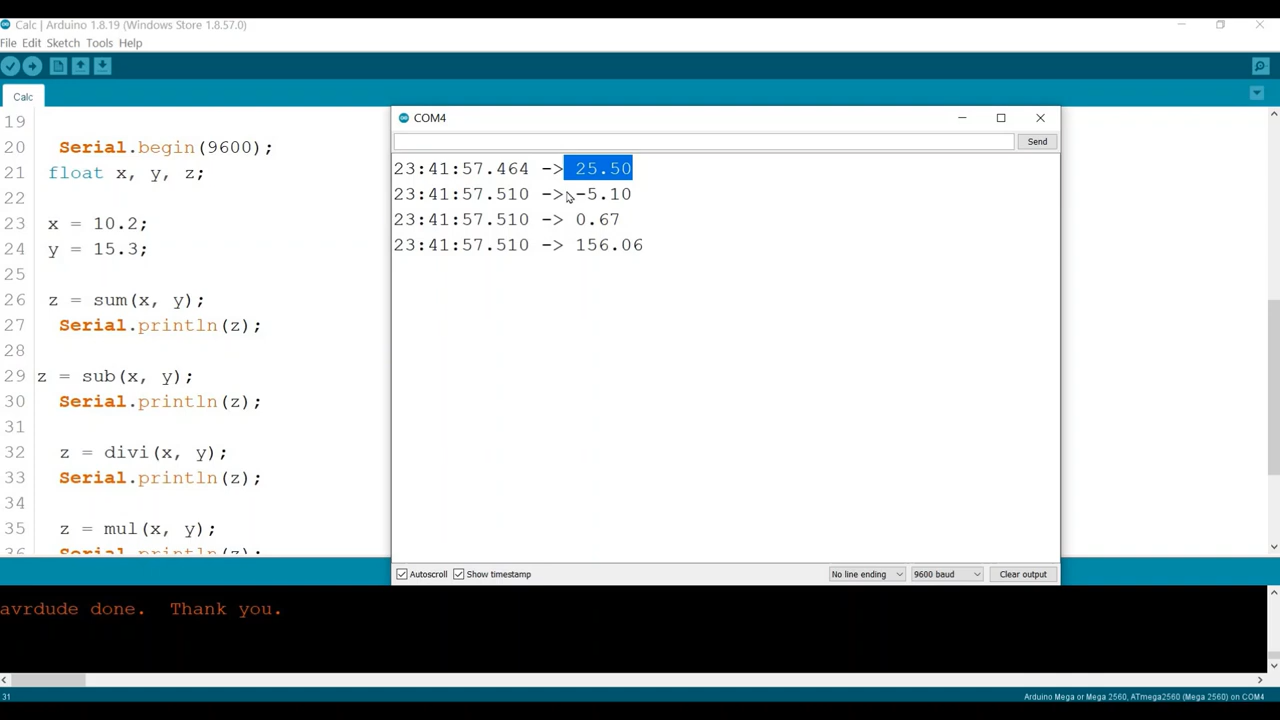 Calc | Arduino 1.8.19 (Windows Store 1.8.57.0)
File Edit Sketch Tools Help
Calc
19
20 Serial.begin(9600);
21 float x, y, z;
22
23 x = 10.2;
24 y = 15.3;
25
26 z = sum(x, y);
27 Serial.println(z);
28
29 z = sub(x, y);
30 Serial.println(z);
31
32 z = divi(x, y);
33 Serial.println(z);
34
35 z = mul(x, y);
36 Serial.println(z);
COM4
Send
23:41:57.464 -> 25.50
23:41:57.510 -> -5.10
23:41:57.510 -> 0.67
23:41:57.510 -> 156.06
Autoscroll Show timestamp
No line ending 9600 baud Clear output
avrdude done.  Thank you.
31
Arduino Mega or Mega 2560, ATmega2560 (Mega 2560) on COM4